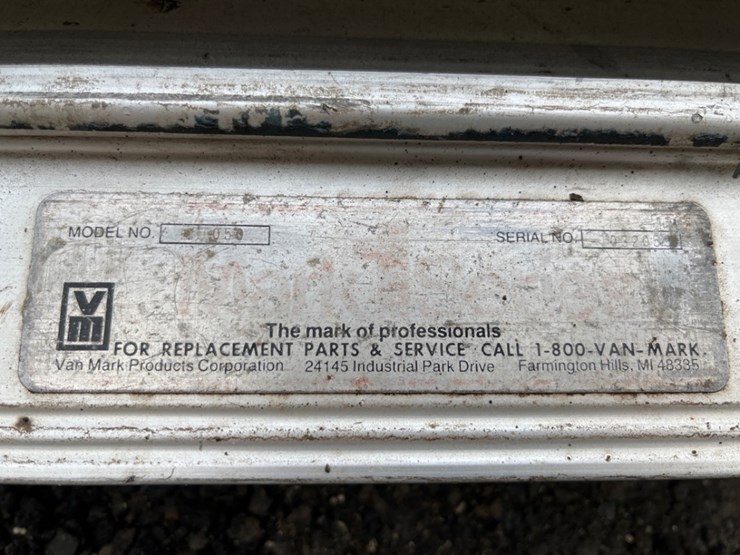 MODEL NO.
SERIAL NO.
VM
The mark of professionals
FOR REPLACEMENT PARTS & SERVICE CALL 1-800-VAN-MARK.
Van Mark Products Corporation 24145 Industrial Park Drive Farmington Hills, MI 48335